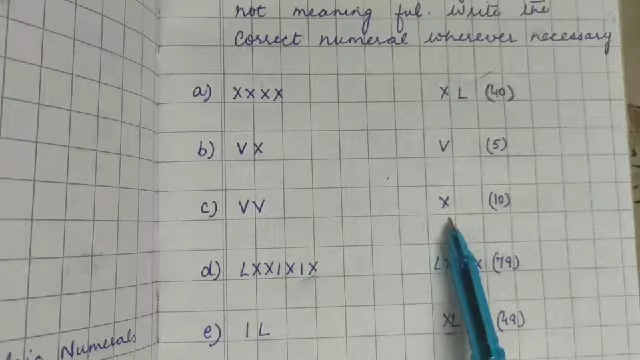 not meaning ful. Write the
Correct numeral wherever necessary
a) XXXX XL (40)
b) VX V (5)
c) VV X (10)
d) LXXIXIX (79)
e) IL XL (49)
Numerals